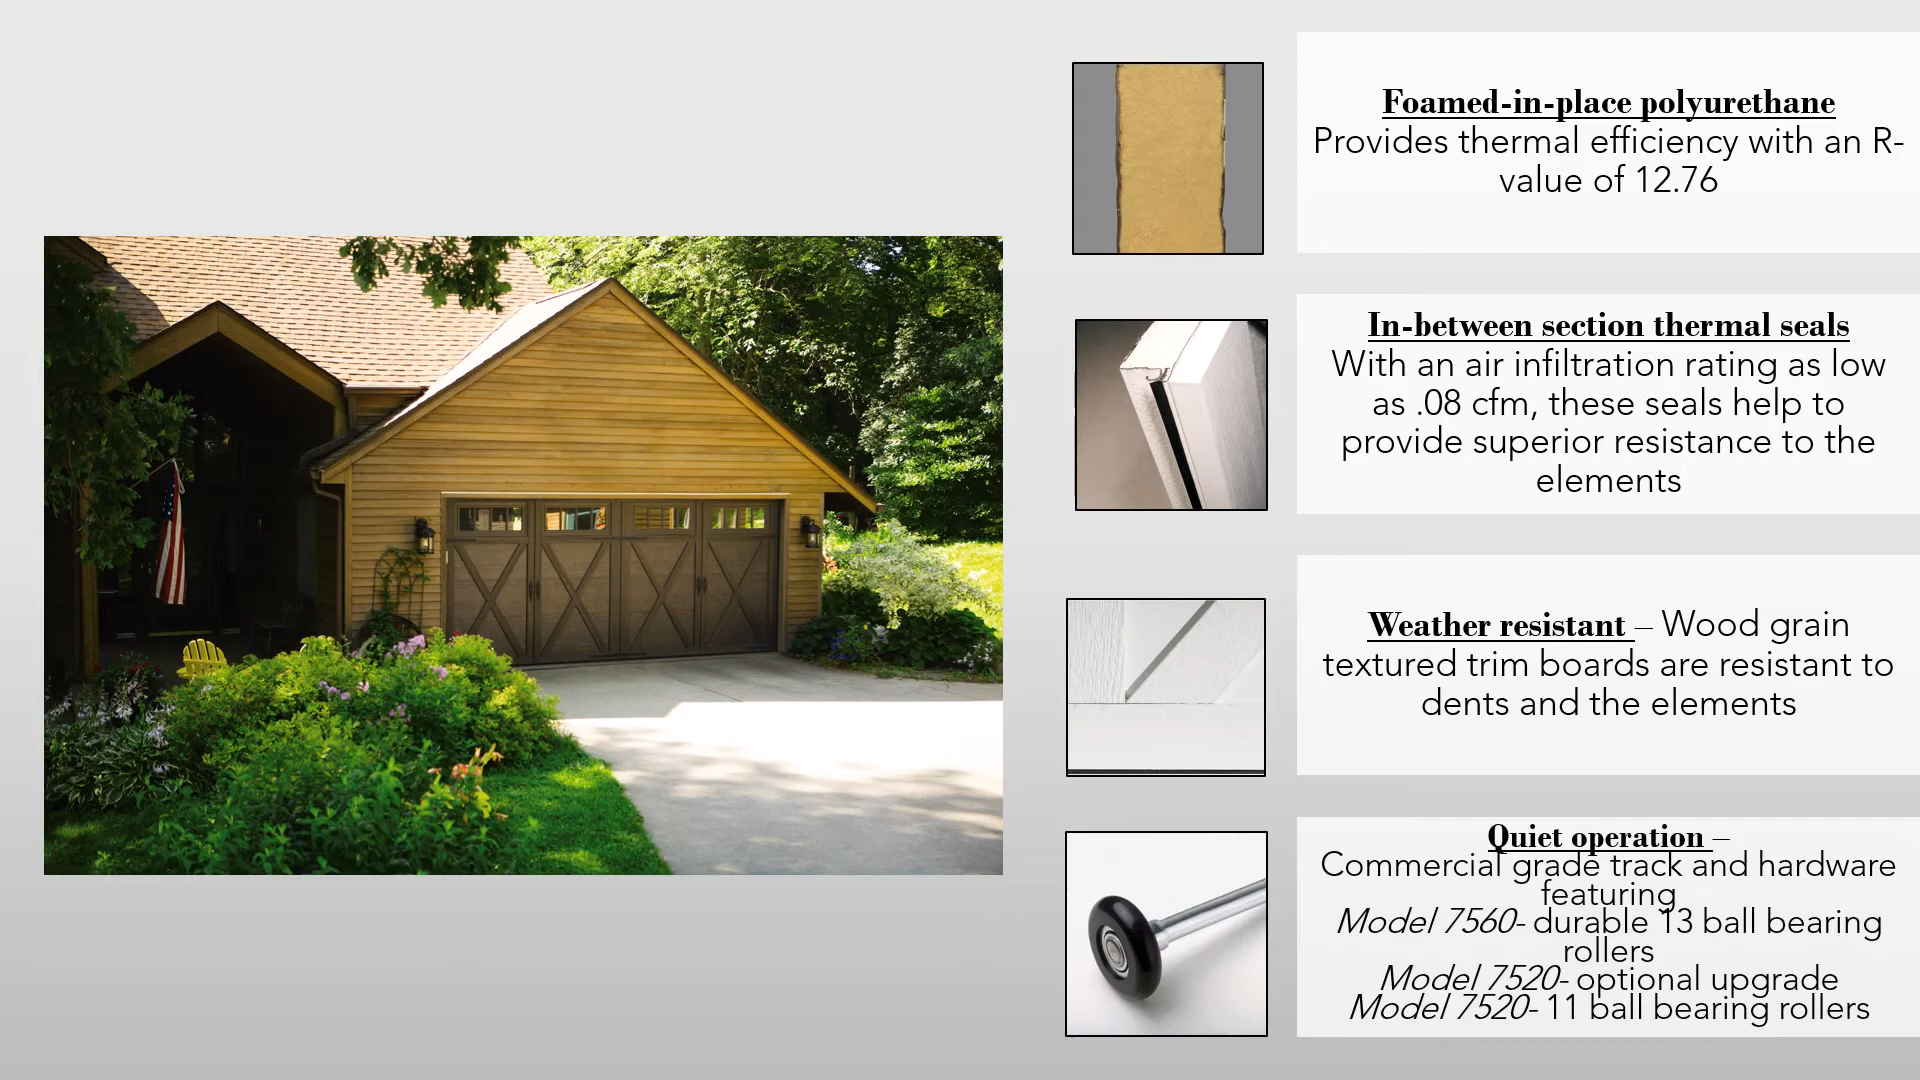 Foamed-in-place polyurethane
Provides thermal efficiency with an R-
value of 12.76
In-between section thermal seals
With an air infiltration rating as low
as .08 cfm, these seals help to
provide superior resistance to the
elements
Weather resistant – Wood grain
textured trim boards are resistant to
dents and the elements
Quiet operation –
Commercial grade track and hardware
featuring
Model 7560- durable 13 ball bearing
rollers
Model 7520- optional upgrade
Model 7520- 11 ball bearing rollers